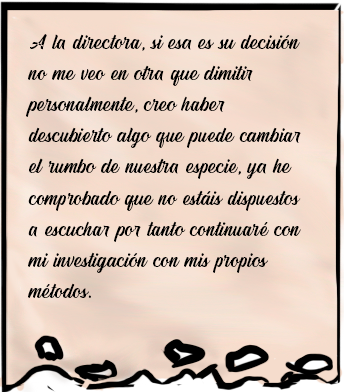 A la directora, si esa es su decisión
no me veo en otra que dimitir
personalmente, creo haber
descubierto algo que puede cambiar
el rumbo de nuestra especie, ya he
comprobado que no estáis dispuestos
a escuchar por tanto continuaré con
mi investigación con mis propios
métodos.